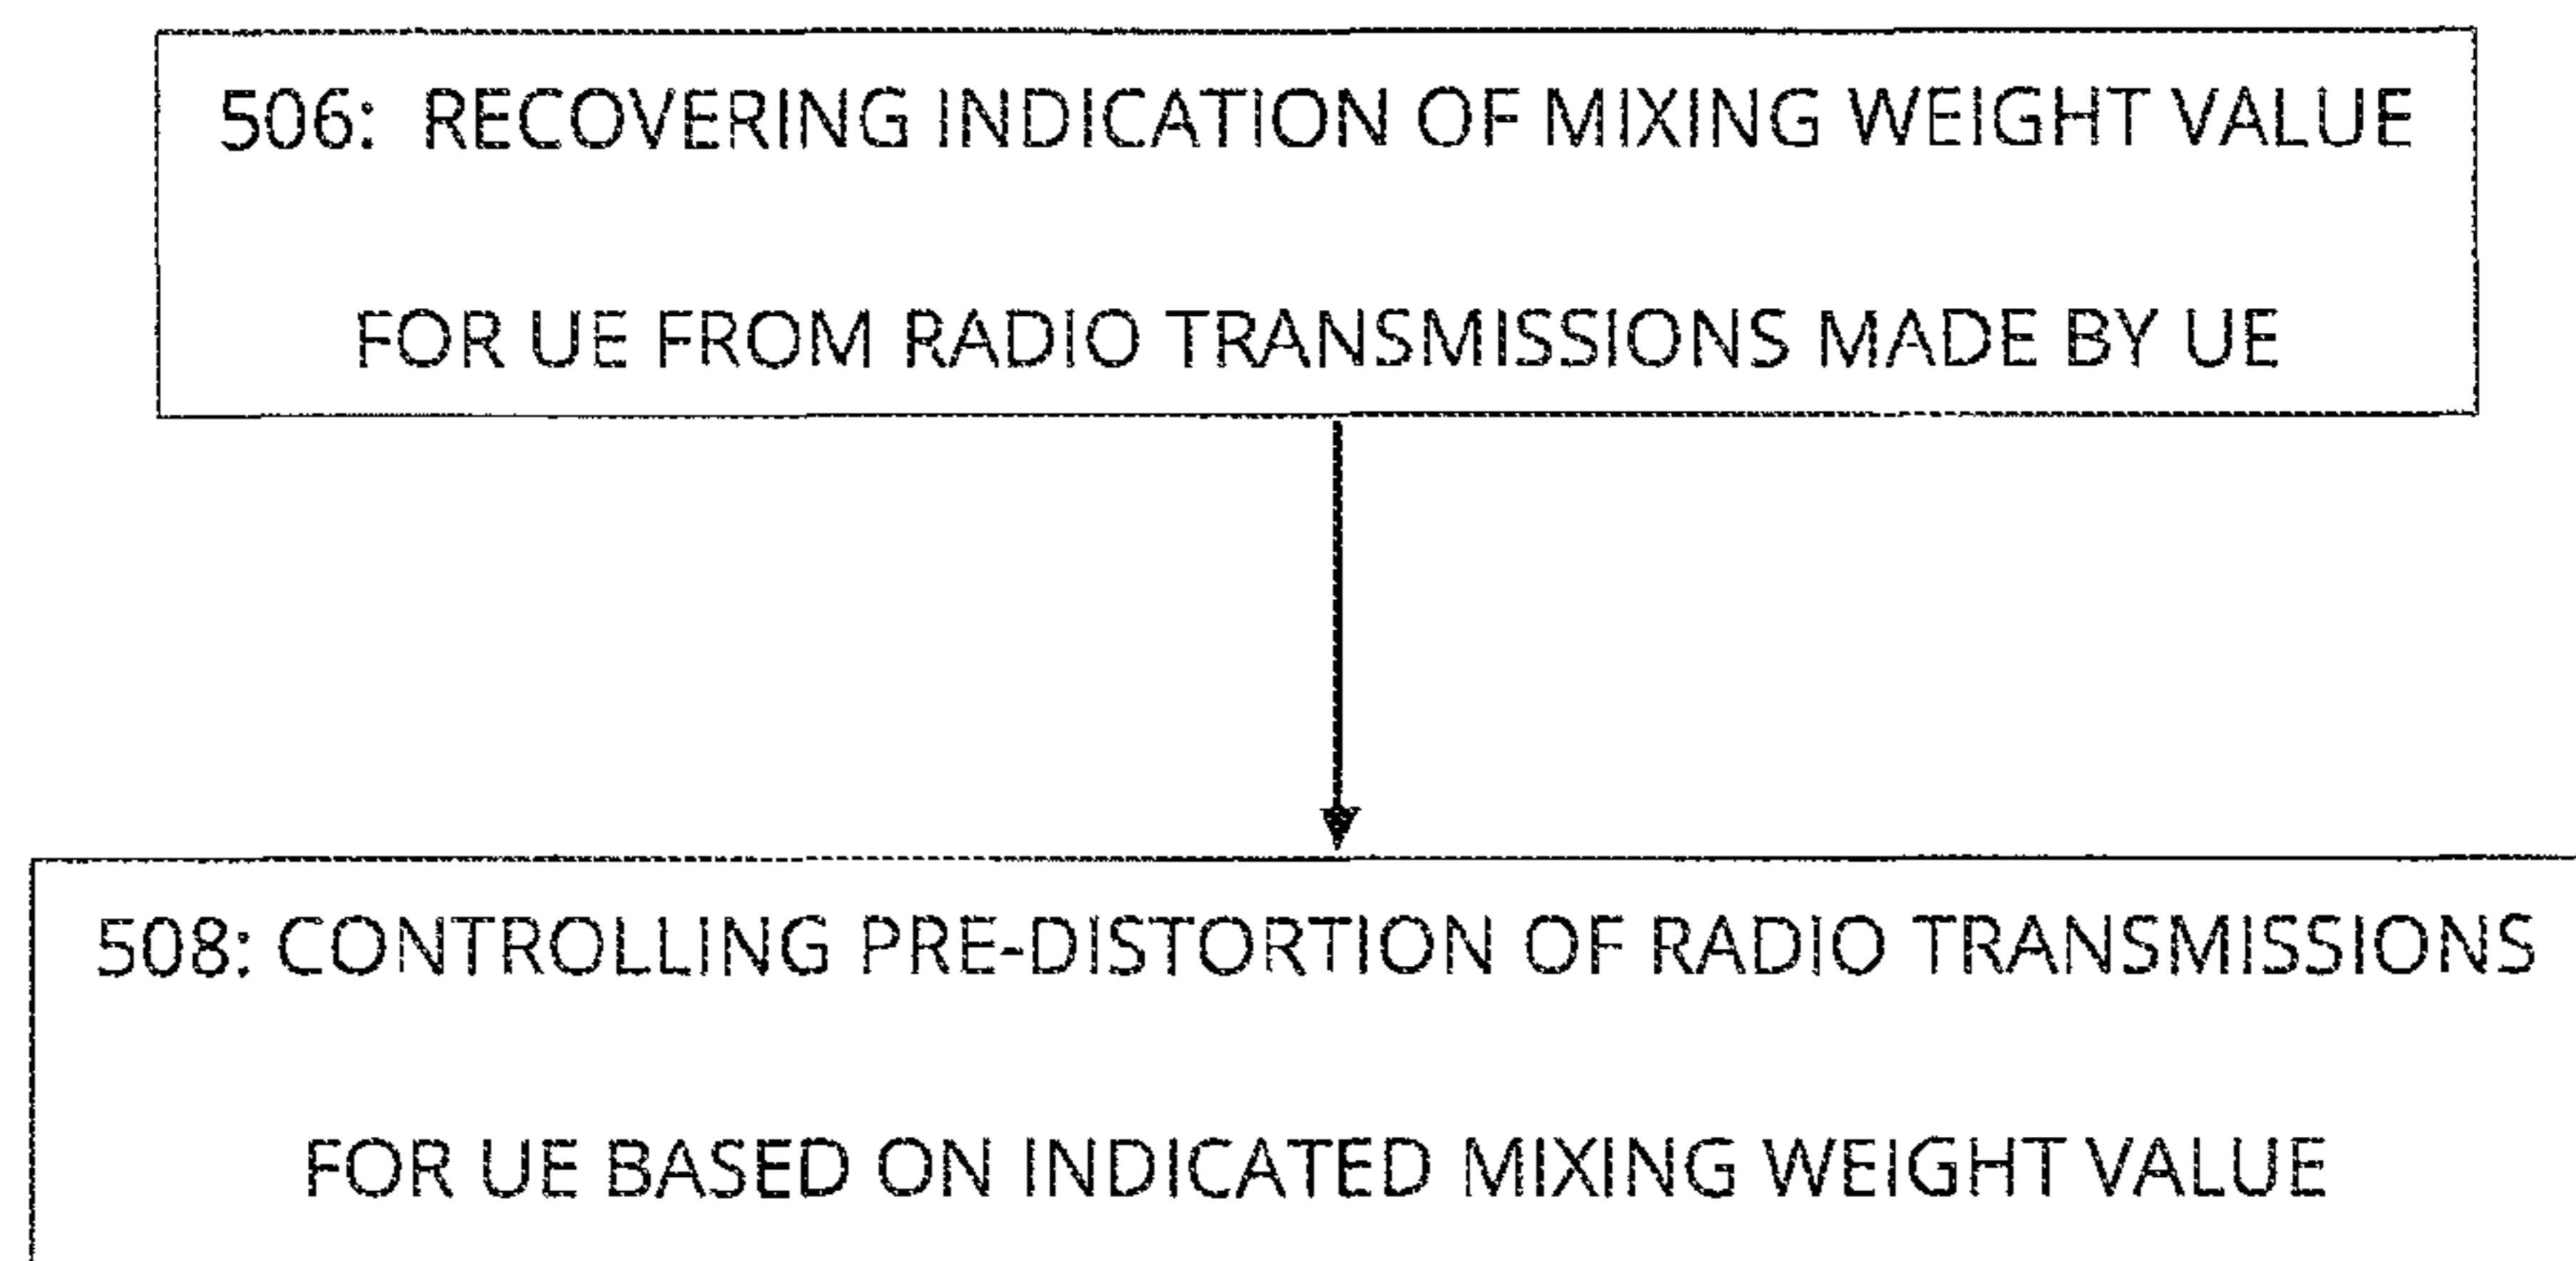 506: RECOVERING INDICATION OF MIXING WEIGHT VALUE
FOR UE FROM RADIO TRANSMISSIONS MADE BY UE
508: CONTROLLING PRE-DISTORTION OF RADIO TRANSMISSIONS
FOR UE BASED ON INDICATED MIXING WEIGHT VALUE